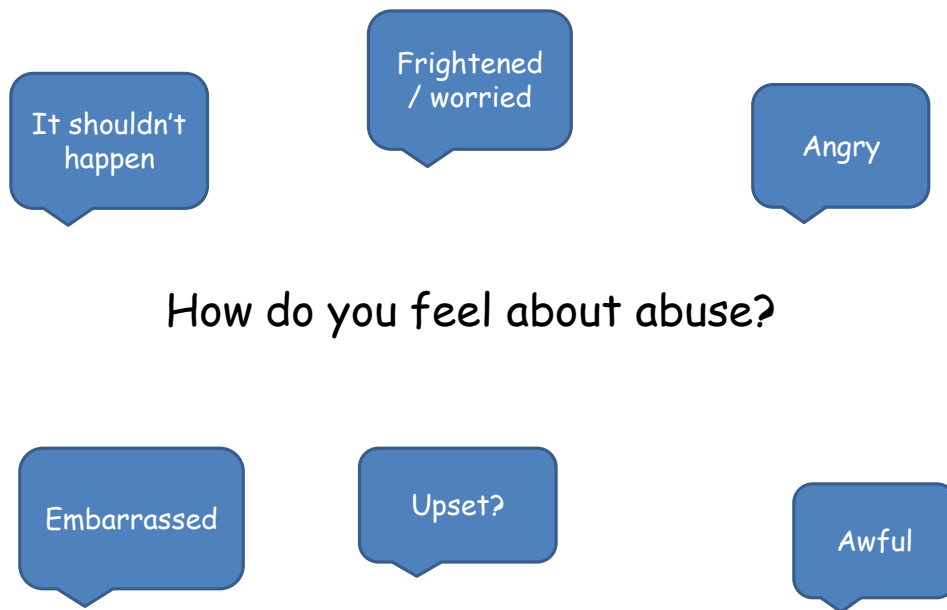 Frightened
/ worried
It shouldn't
happen
Angry
How do you feel about abuse?
Embarrassed
Upset?
Awful